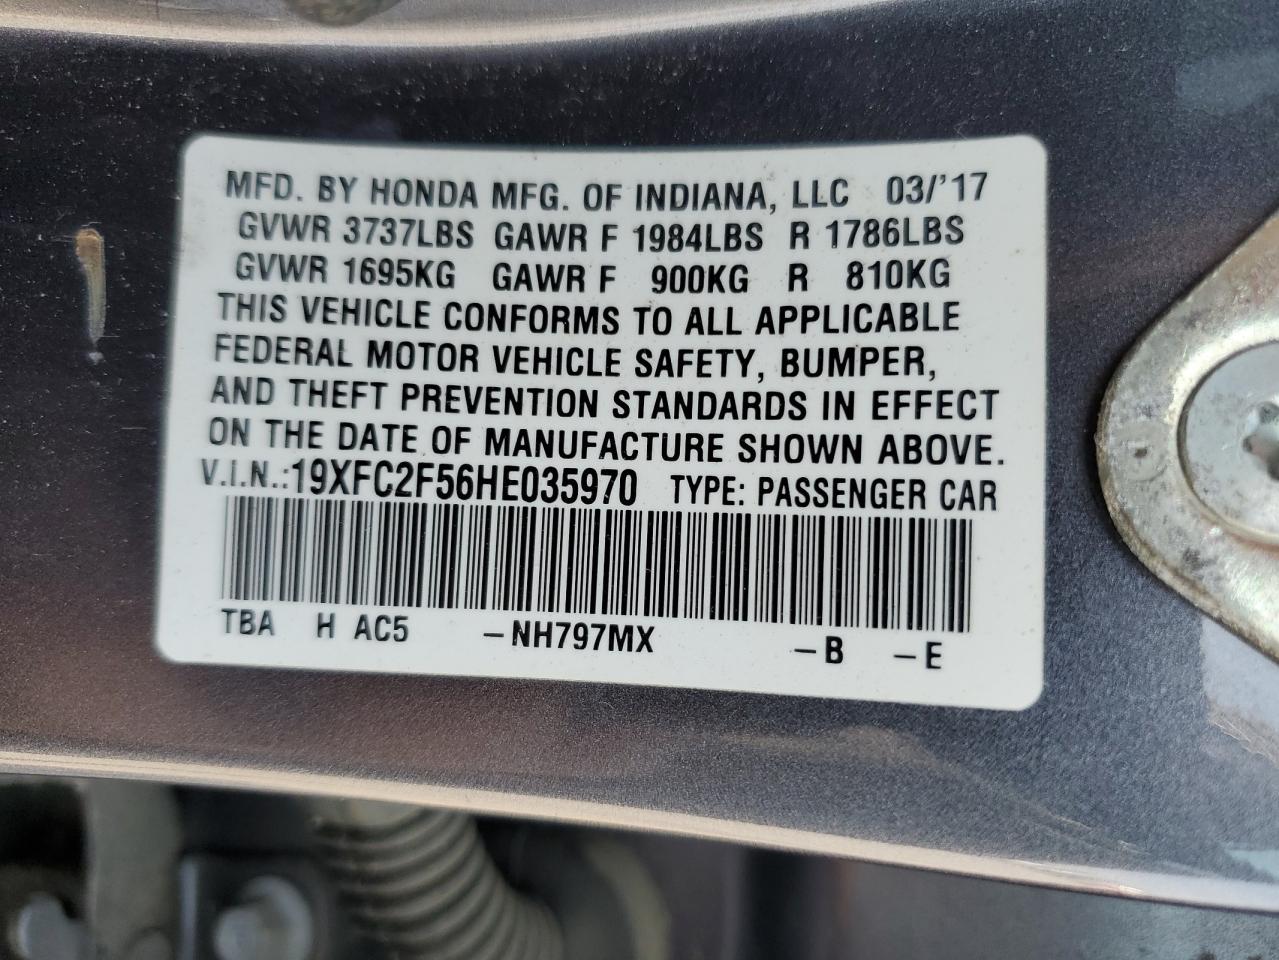 MFD. BY HONDA MFG. OF INDIANA, LLC 03/'17
GVWR 3737LBS GAWR F 1984LBS R 1786LBS
GVWR 1695KG GAWR F 900KG R 810KG
THIS VEHICLE CONFORMS TO ALL APPLICABLE
FEDERAL MOTOR VEHICLE SAFETY, BUMPER,
AND THEFT PREVENTION STANDARDS IN EFFECT
ON THE DATE OF MANUFACTURE SHOWN ABOVE.
V.I.N.:19XFC2F56HE035970 TYPE: PASSENGER CAR
TBA H AC5 –NH797MX –B –E